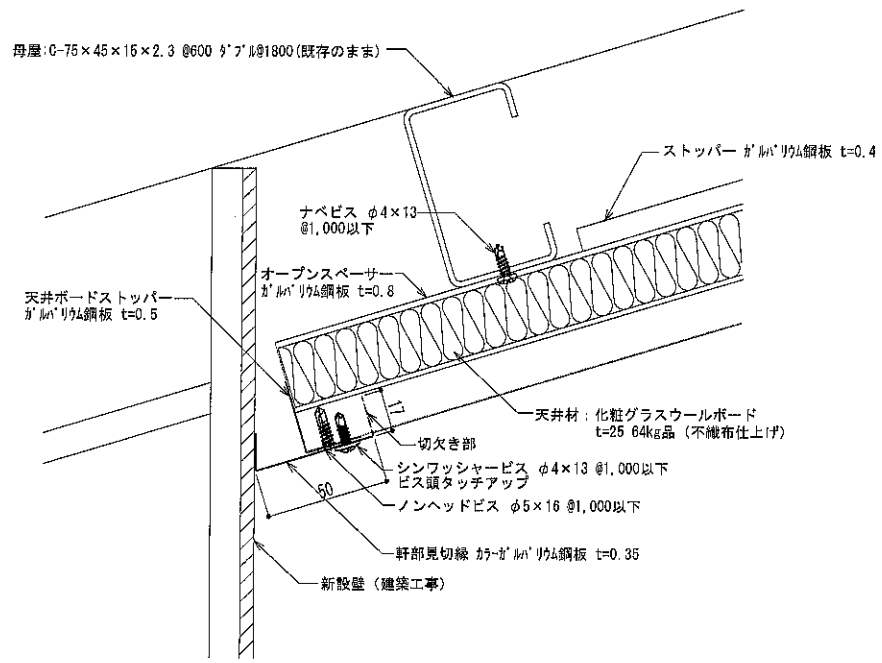 母屋:C-75×45×15×2.3 @600 ﾀﾞﾌﾞﾙ@1800(既存のまま)
ストッパー ｶﾞﾙﾊﾞﾘｳﾑ鋼板 t=0.4
ナベビス φ4×13
@1,000以下
オープンスペーサー
ｶﾞﾙﾊﾞﾘｳﾑ鋼板 t=0.8
天井ボードストッパー
ｶﾞﾙﾊﾞﾘｳﾑ鋼板 t=0.5
17
天井材：化粧グラスウールボード
t=25 64kg品（不織布仕上げ）
切欠き部
シンワッシャービス φ4×13 @1,000以下
ビス頭タッチアップ
50
ノンヘッドビス φ5×16 @1,000以下
軒部見切縁 ｶﾗｰｶﾞﾙﾊﾞﾘｳﾑ鋼板 t=0.35
新設壁（建築工事）